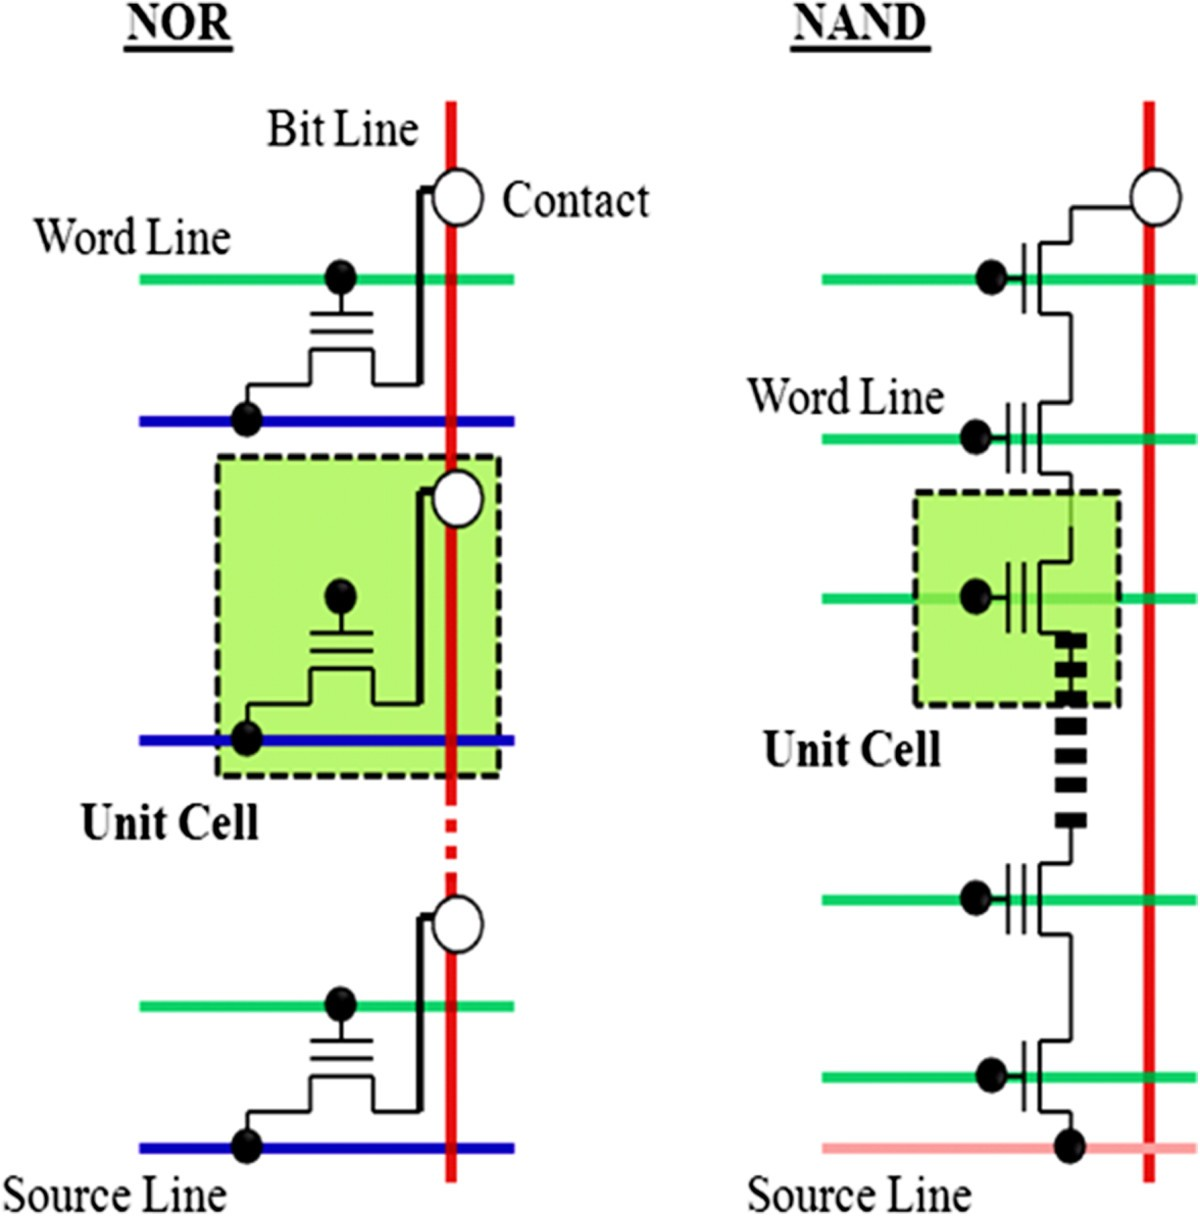 NOR
NAND
Bit Line
Contact
Word Line
Word Line
Unit Cell
Unit Cell
Source Line
Source Line